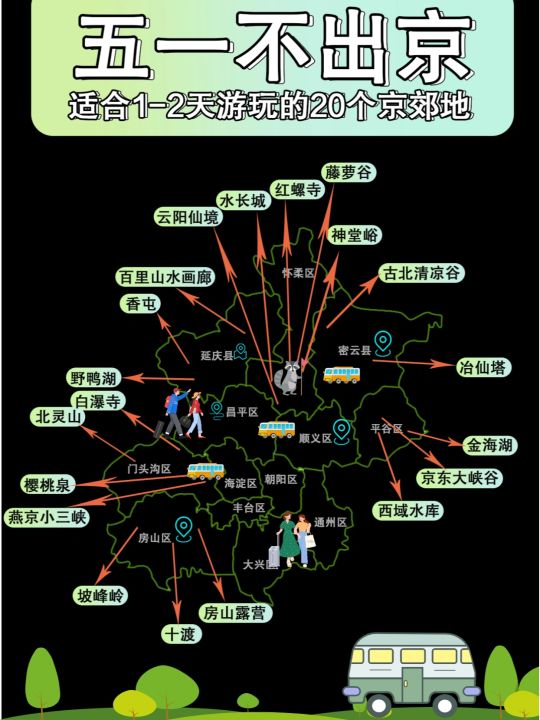 五一不出京
适合1-2天游玩的20个京郊地
藤萝谷
红螺寺
水长城
云阳仙境
神堂峪
百里山水画廊
怀柔区
古北清凉谷
香屯
延庆县
密云县
冶仙塔
野鸭湖
白瀑寺
北灵山
昌平区
顺义区
平谷区
金海湖
门头沟区
海淀区
朝阳区
京东大峡谷
樱桃泉
燕京小三峡
丰台区
西域水库
通州区
房山区
大兴区
坡峰岭
房山露营
十渡